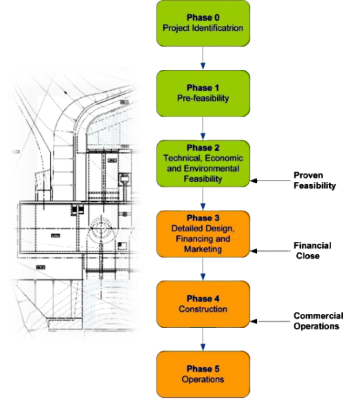 Phase 0
Project Identificatrion
Phase 1
Pre-feasibility
Phase 2
Technical, Economic
and Environmental
Feasibility
Proven
Feasibility
Phase 3
Detailed Design,
Financing and
Marketing
Financial
Close
Phase 4
Construction
Commercial
Operations
Phase 5
Operations